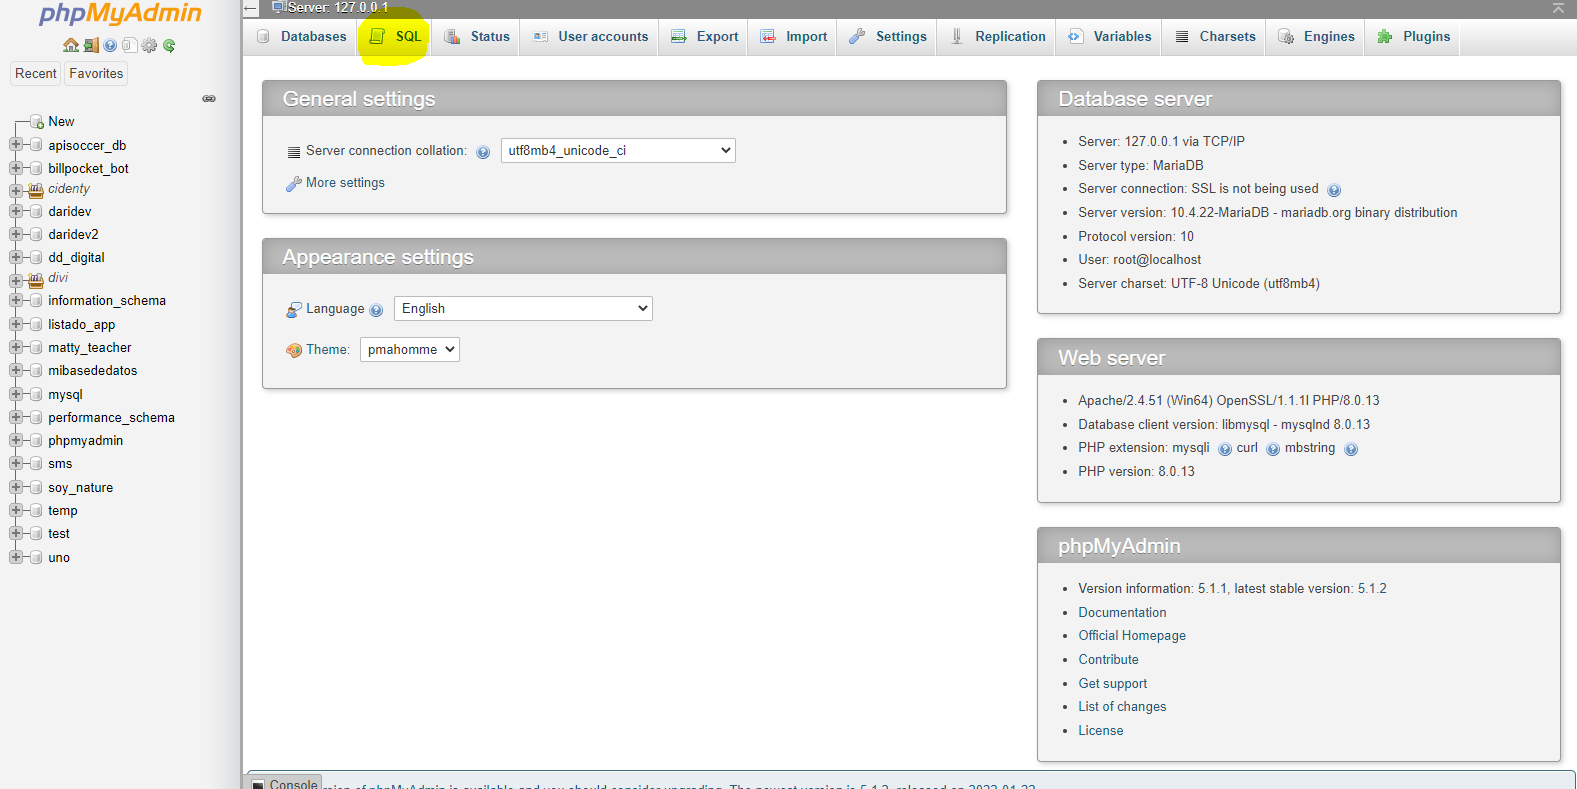 phpMyAdmin
Recent
Favorites
New
apisoccer_db
billpocket_bot
cidenty
daridev
daridev2
dd_digital
divi
information_schema
listado_app
matty_teacher
mibasededatos
mysql
performance_schema
phpmyadmin
sms
soy_nature
temp
test
uno
Server: 127.0.0.1
Databases
SQL
Status
User accounts
Export
Import
Settings
Replication
Variables
Charsets
Engines
Plugins
General settings
Server connection collation:
utf8mb4_unicode_ci
More settings
Appearance settings
Language
English
Theme:
pmahomme
Database server
Server: 127.0.0.1 via TCP/IP
Server type: MariaDB
Server connection: SSL is not being used
Server version: 10.4.22-MariaDB - mariadb.org binary distribution
Protocol version: 10
User: root@localhost
Server charset: UTF-8 Unicode (utf8mb4)
Web server
Apache/2.4.51 (Win64) OpenSSL/1.1.1l PHP/8.0.13
Database client version: libmysql - mysqlnd 8.0.13
PHP extension: mysqli curl mbstring
PHP version: 8.0.13
phpMyAdmin
Version information: 5.1.1, latest stable version: 5.1.2
Documentation
Official Homepage
Contribute
Get support
List of changes
License
Console
of phpMyAdmin is available and you should consider upgrading. The newest version is 5.1.2, released on 2022-01-22.